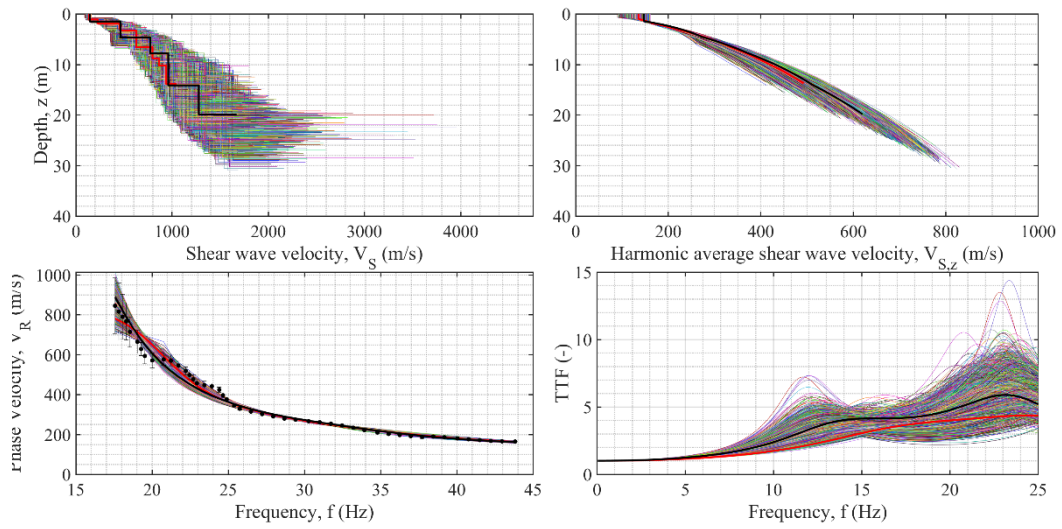 0
10
20
30
40
Depth, z (m)
0 1000 2000 3000 4000
Shear wave velocity, V_S (m/s)
0
10
20
30
40
0 200 400 600 800 1000
Harmonic average shear wave velocity, V_S,z (m/s)
1000
800
600
400
200
0
Phase velocity, v_R (m/s)
15 20 25 30 35 40 45
Frequency, f (Hz)
15
10
5
0
TTF (-)
0 5 10 15 20 25
Frequency, f (Hz)